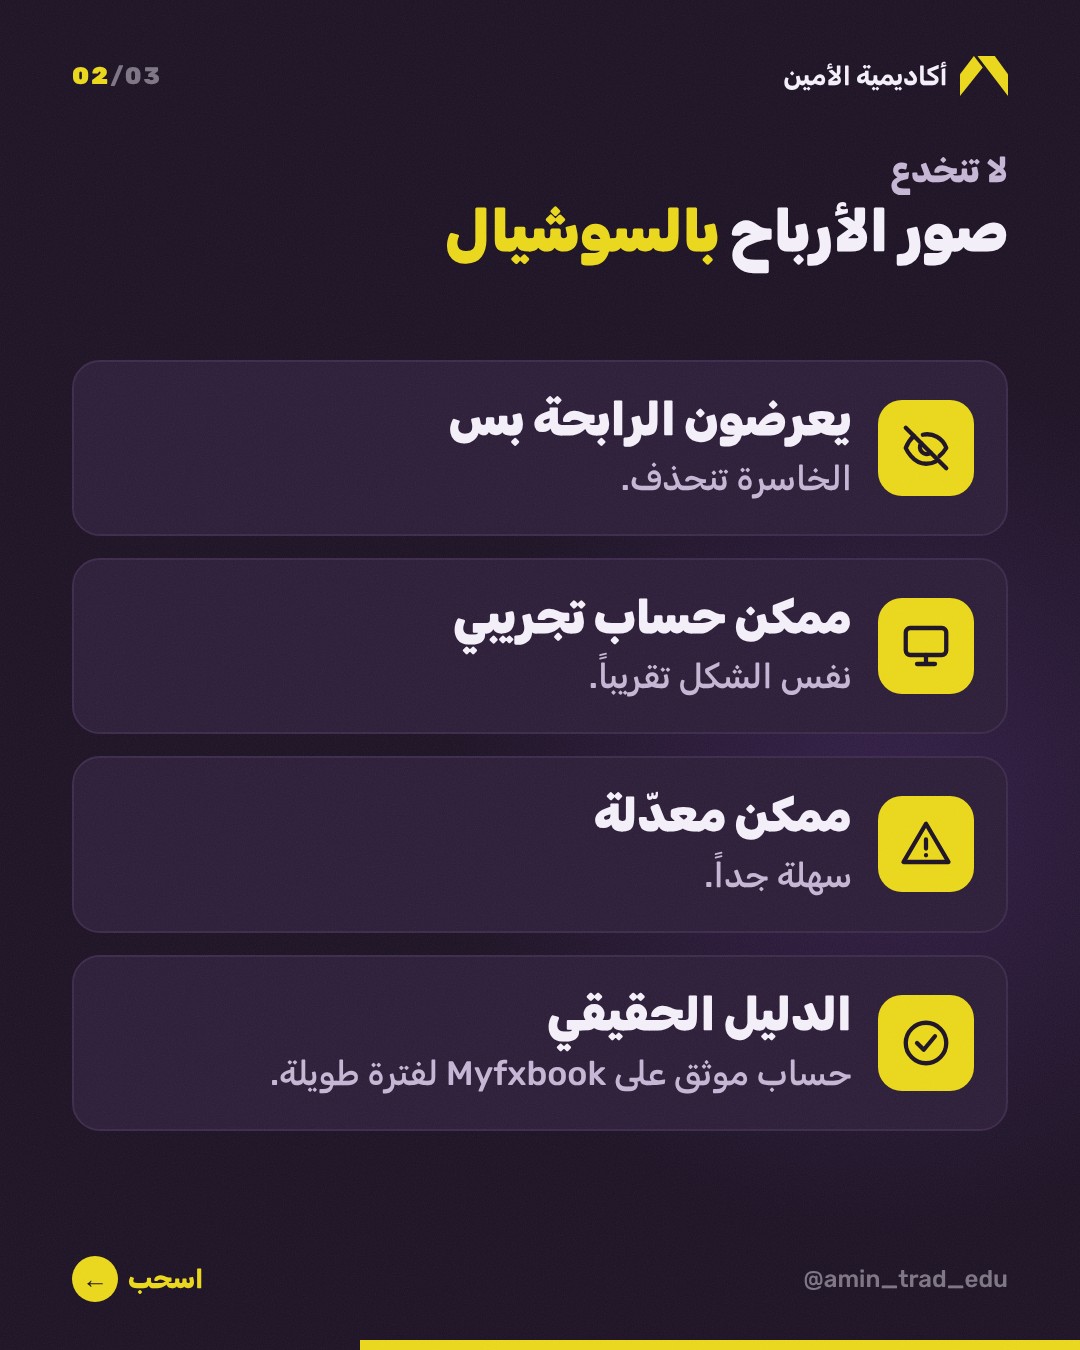 أكاديمية الأمين
02/03
لا تنخدع
صور الأرباح بالسوشيال
يعرضون الرابحة بس
الخاسرة تنحذف.
ممكن حساب تجريبي
نفس الشكل تقريباً.
ممكن معدّلة
سهلة جداً.
الدليل الحقيقي
حساب موثق على Myfxbook لفترة طويلة.
@amin_trad_edu
اسحب ←